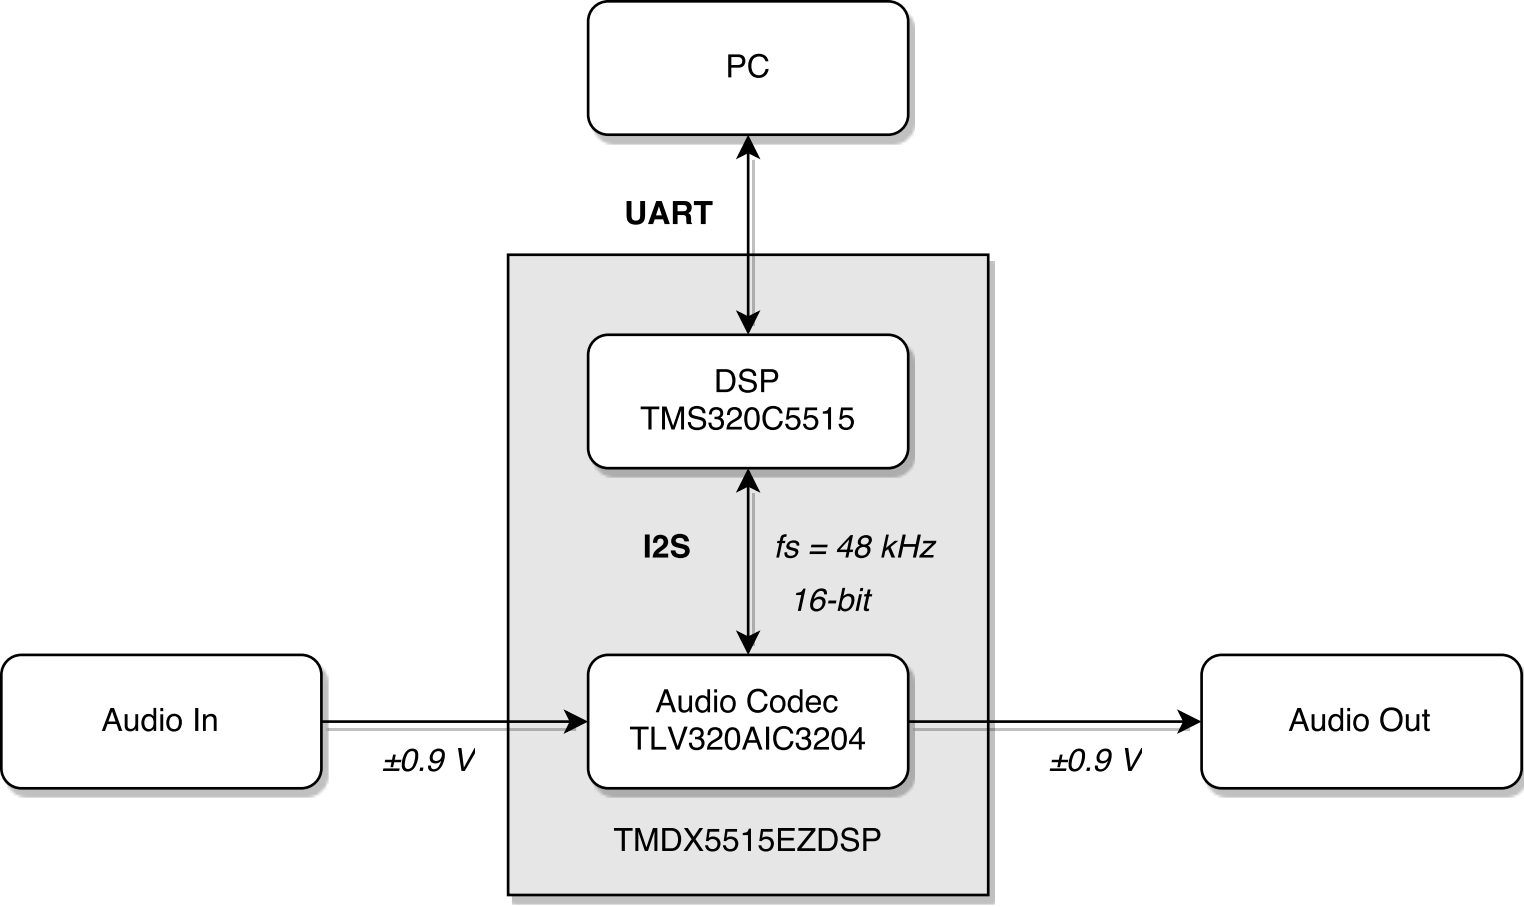 PC
UART
DSP
TMS320C5515
I2S
fs = 48 kHz
16-bit
Audio In
±0.9 V
Audio Codec
TLV320AIC3204
±0.9 V
Audio Out
TMDX5515EZDSP